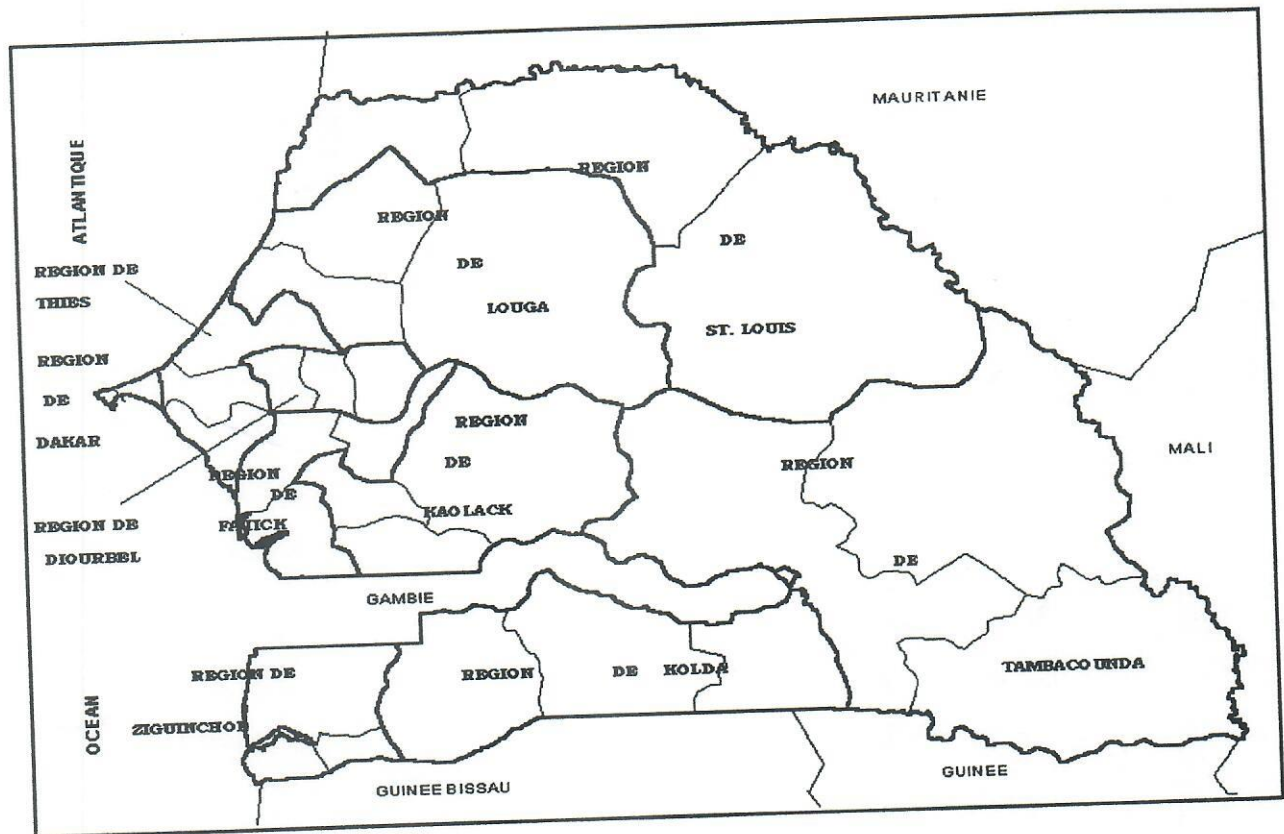 MAURITANIE
ATLANTIQUE
REGION
DE
ST. LOUIS
REGION
DE
LOUGA
REGION DE
THIES
REGION
DE
DAKAR
REGION
DE
KAOLACK
REGION
DE
FATICK
REGION DE
DIOURBEL
REGION
DE
TAMBACOUNDA
MALI
GAMBIE
REGION DE
ZIGUINCHOR
REGION DE KOLDA
OCEAN
GUINEE BISSAU
GUINEE